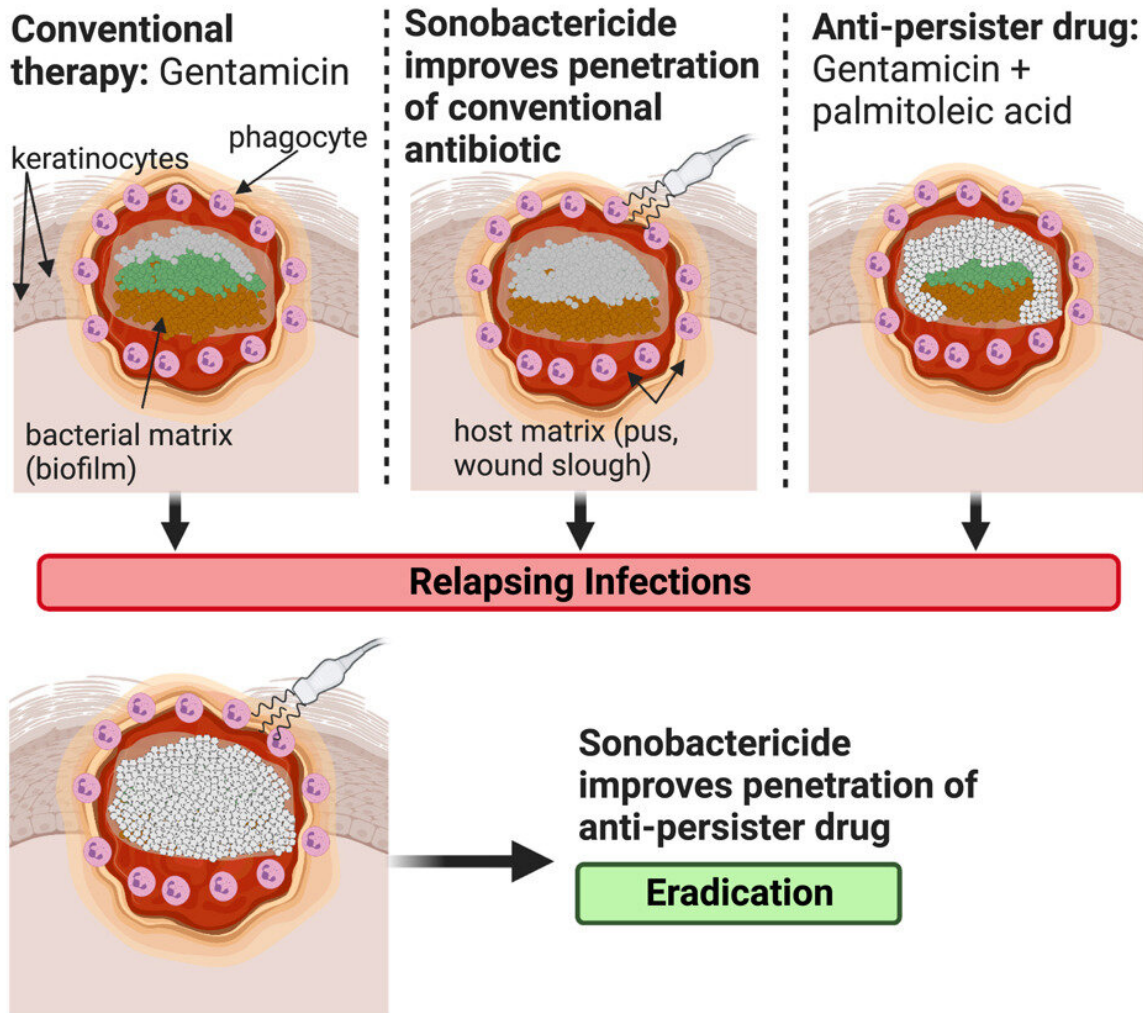 Conventional
therapy: Gentamicin
keratinocytes
phagocyte
bacterial matrix
(biofilm)
Sonobactericide
improves penetration
of conventional
antibiotic
host matrix (pus,
wound slough)
Anti-persister drug:
Gentamicin +
palmitoleic acid
Relapsing Infections
Sonobactericide
improves penetration of
anti-persister drug
Eradication